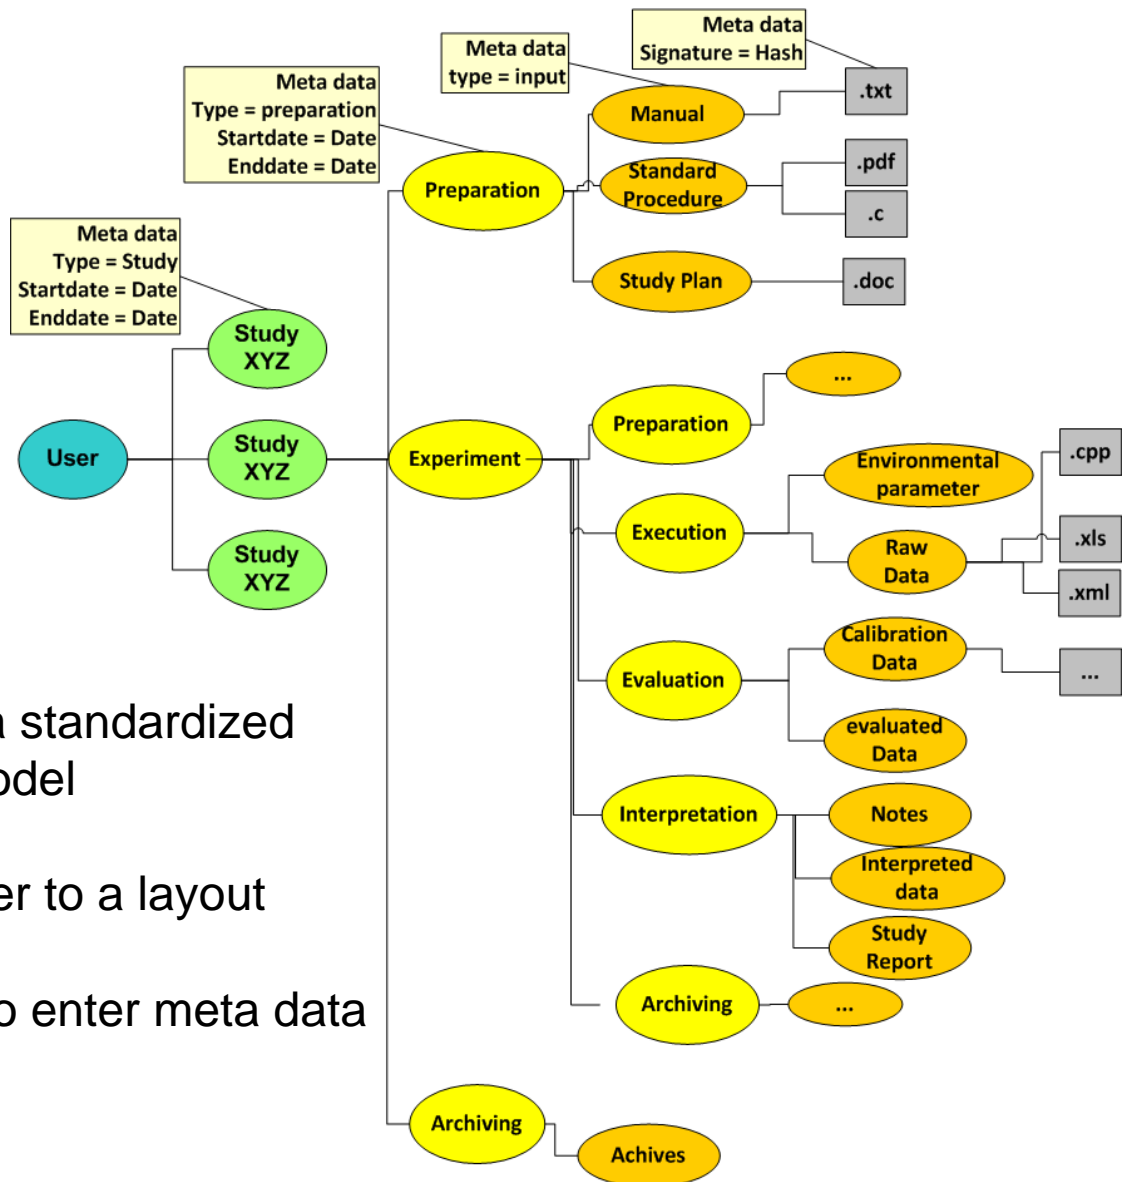 Meta data
Signature = Hash
Meta data
type = input
Meta data
Type = preparation
Startdate = Date
Enddate = Date
.txt
Manual
.pdf
Standard
Procedure
Preparation
.c
Meta data
Type = Study
Startdate = Date
Enddate = Date
Study Plan
.doc
Study
XYZ
...
Preparation
User
Study
XYZ
Experiment
.cpp
Environmental
parameter
Execution
.xls
Raw
Data
Study
XYZ
.xml
Calibration
Data
...
Evaluation
evaluated
Data
a standardized
odel
Interpretation
Notes
Interpreted
data
er to a layout
Study
Report
Archiving
...
o enter meta data
Archiving
Achives